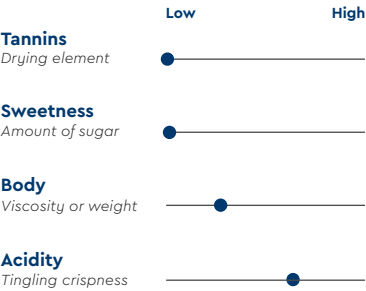 Low High
Tannins
Drying element
Sweetness
Amount of sugar
Body
Viscosity or weight
Acidity
Tingling crispness